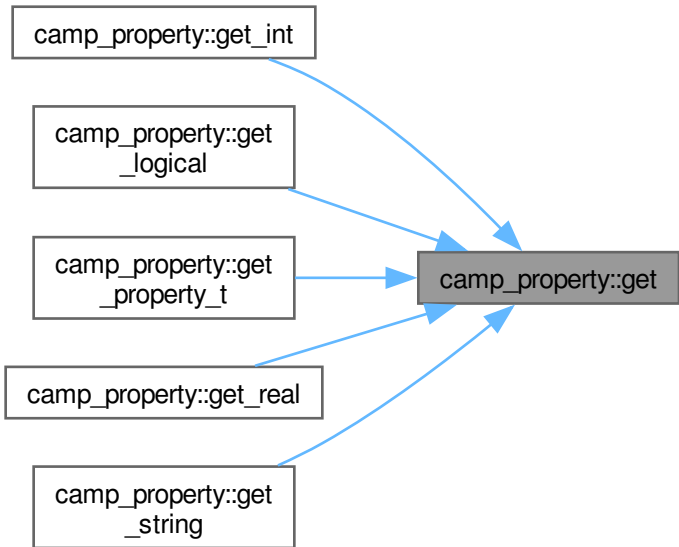 camp_property::get_int
camp_property::get
_logical
camp_property::get
_property_t
camp_property::get
camp_property::get_real
camp_property::get
_string